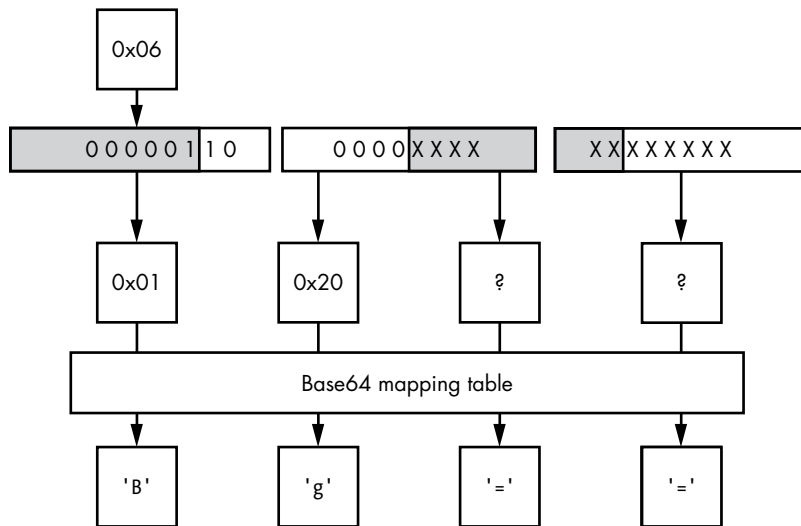 0x06
0 0 0 0 0 1 1 0 0 0 0 0 X X X X X X X X X X X X
0x01 0x20 ? ?
Base64 mapping table
'B' 'g' '=' '='